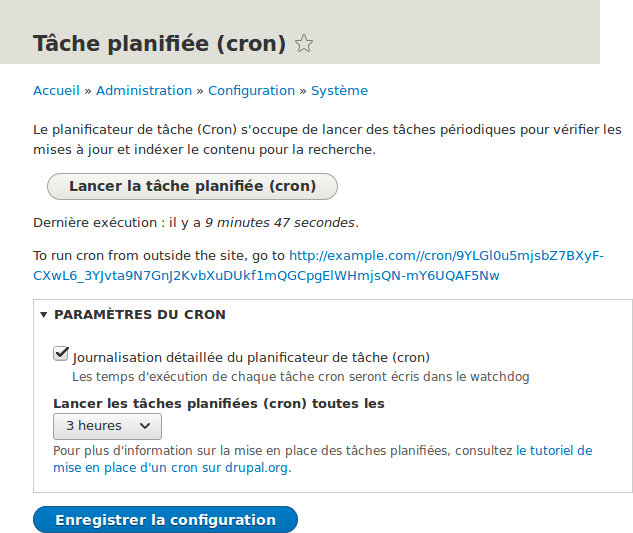 Tâche planifiée (cron)
Accueil » Administration » Configuration » Système
Le planificateur de tâche (Cron) s'occupe de lancer des tâches périodiques pour vérifier les
mises à jour et indéxer le contenu pour la recherche.
Lancer la tâche planifiée (cron)
Dernière exécution : il y a 9 minutes 47 secondes.
To run cron from outside the site, go to http://example.com//cron/9YLGl0u5mjsbZ7BXyF-
CXwL6_3YJvta9N7GnJ2KvbXuDUkf1mQGCpgElWHmjsQN-mY6UQAF5Nw
PARAMÈTRES DU CRON
Journalisation détaillée du planificateur de tâche (cron)
Les temps d'exécution de chaque tâche cron seront écris dans le watchdog
Lancer les tâches planifiées (cron) toutes les
3 heures
Pour plus d'information sur la mise en place des tâches planifiées, consultez le tutoriel de
mise en place d'un cron sur drupal.org.
Enregistrer la configuration